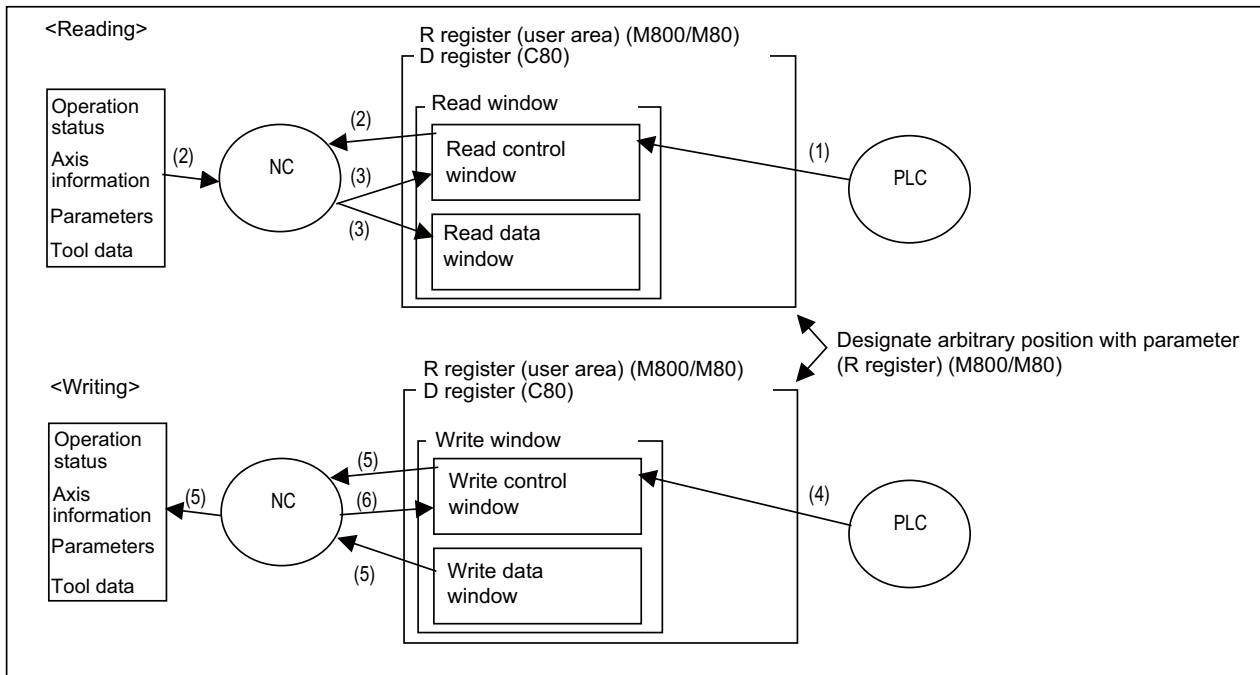 <Reading>
R register (user area) (M800/M80)
D register (C80)
Read window
Operation
status
Axis
information
Parameters
Tool data
(2)
NC
(2)
(3)
(3)
Read control
window
Read data
window
(1)
PLC
Designate arbitrary position with parameter
(R register) (M800/M80)
<Writing>
R register (user area) (M800/M80)
D register (C80)
Write window
Operation
status
Axis
information
Parameters
Tool data
(5)
NC
(5)
(6)
(5)
Write control
window
Write data
window
(4)
PLC